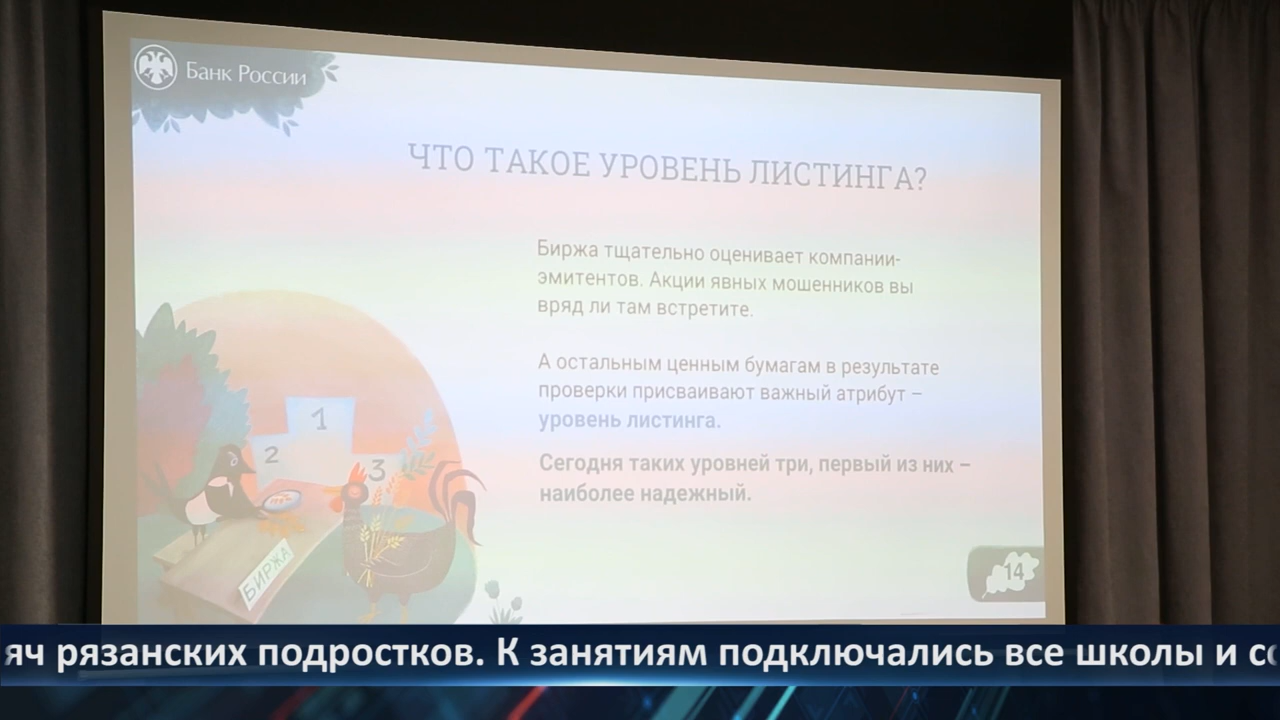 Банк России
ЧТО ТАКОЕ УРОВЕНЬ ЛИСТИНГА?
Биржа тщательно оценивает компании-
эмитентов. Акции явных мошенников вы
вряд ли там встретите.
А остальным ценным бумагам в результате
проверки присваивают важный атрибут –
уровень листинга.
Сегодня таких уровней три, первый из них –
наиболее надежный.
1
2
3
БИРЖА
14
яч рязанских подростков. К занятиям подключались все школы и